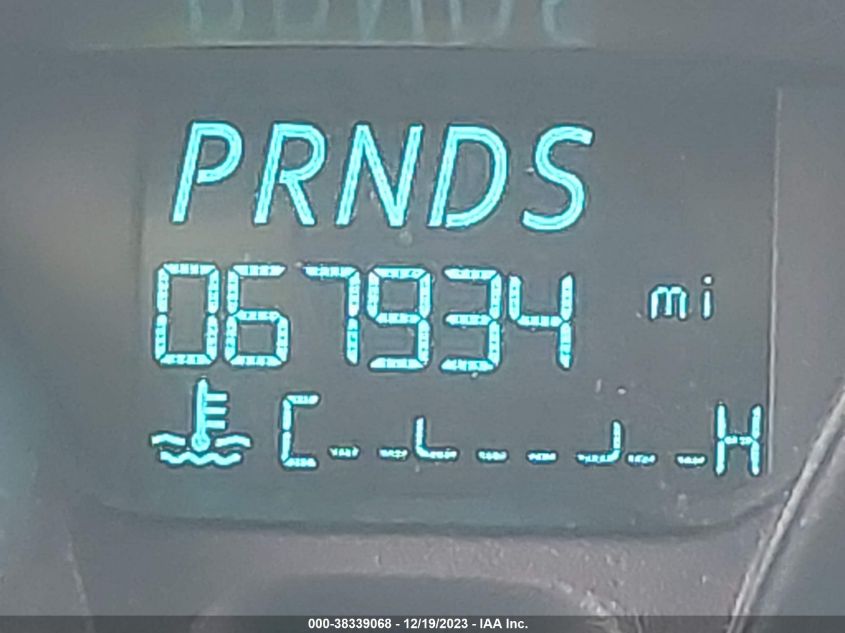 PRNDS
067934 mi
C H
000-38339068 - 12/19/2023 - IAA Inc.